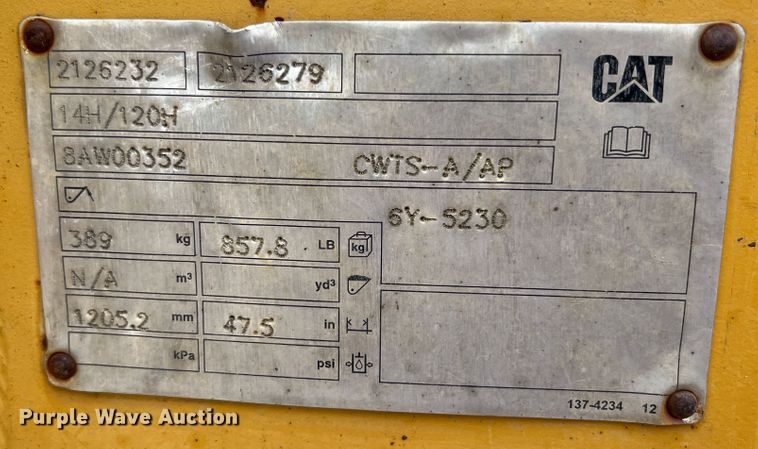 2126232 2126279
CAT
14H/120H
8AW00352 CWTS-A/AP
6Y-5230
389 kg 857.8 LB kg
N/A m³ yd³
1205.2 mm 47.5 in
kPa psi
137-4234 12
Purple Wave Auction